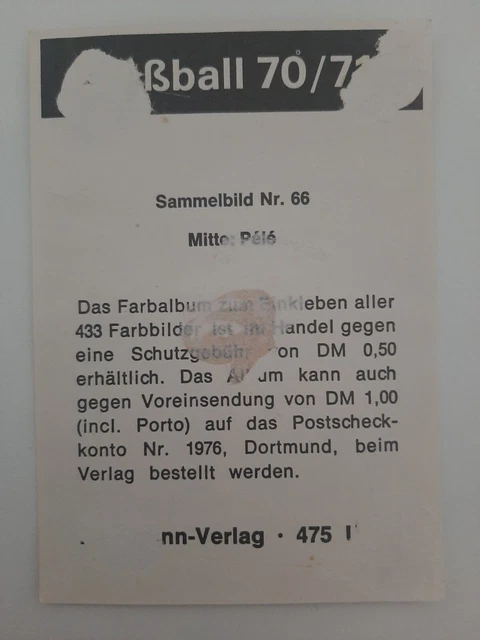 ßball 70/71
Sammelbild Nr. 66
Mitte: Pélé
Das Farbalbum zum Einkleben aller
433 Farbbilder ist im Handel gegen
eine Schutzgebühr von DM 0,50
erhältlich. Das Album kann auch
gegen Voreinsendung von DM 1,00
(incl. Porto) auf das Postscheck-
konto Nr. 1976, Dortmund, beim
Verlag bestellt werden.
nn-Verlag · 475